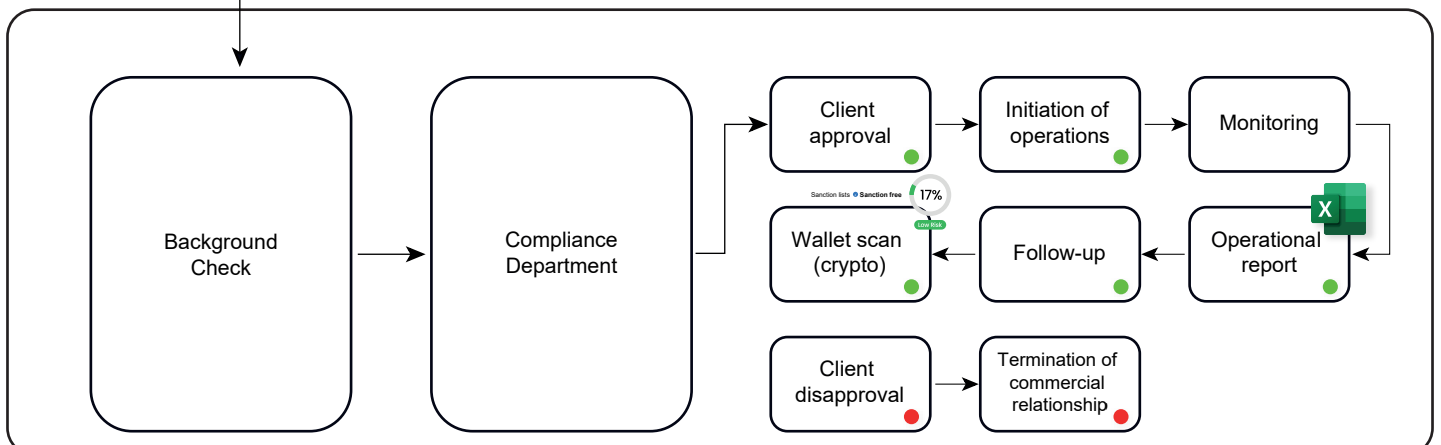 Background
Check
Compliance
Department
Client
approval
Initiation of
operations
Monitoring
Sanction lists Sanction free
17%
Low Risk
Wallet scan
(crypto)
Follow-up
X
Operational
report
Client
disapproval
Termination of
commercial
relationship